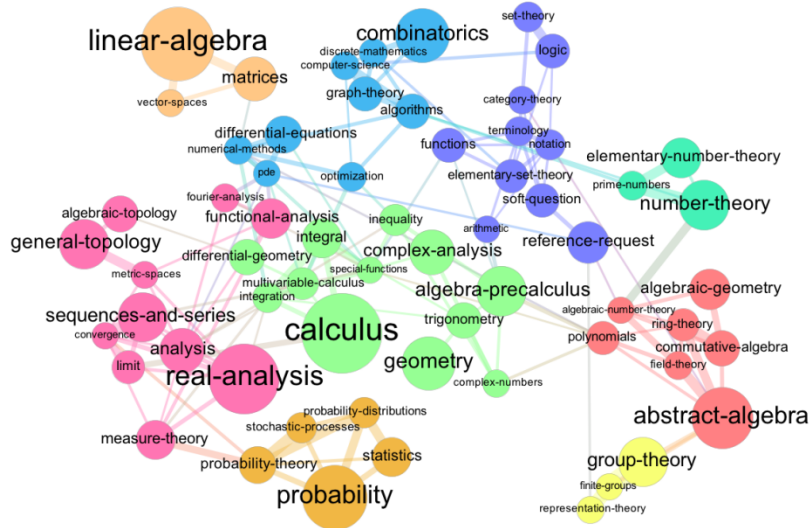 set-theory
linear-algebra
combinatorics
discrete-mathematics
logic
computer-science
matrices
vector-spaces
graph-theory
category-theory
algorithms
differential-equations
terminology
numerical-methods
functions
notation
elementary-number-theory
pde
optimization
elementary-set-theory
prime-numbers
fourier-analysis
soft-question
number-theory
algebraic-topology
functional-analysis
inequality
arithmetic
general-topology
integral
complex-analysis
reference-request
differential-geometry
metric-spaces
special-functions
multivariable-calculus
algebra-precalculus
algebraic-geometry
integration
algebraic-number-theory
sequences-and-series
trigonometry
ring-theory
convergence
calculus
polynomials
analysis
commutative-algebra
limit
geometry
field-theory
real-analysis
complex-numbers
probability-distributions
abstract-algebra
stochastic-processes
measure-theory
statistics
group-theory
probability-theory
finite-groups
probability
representation-theory